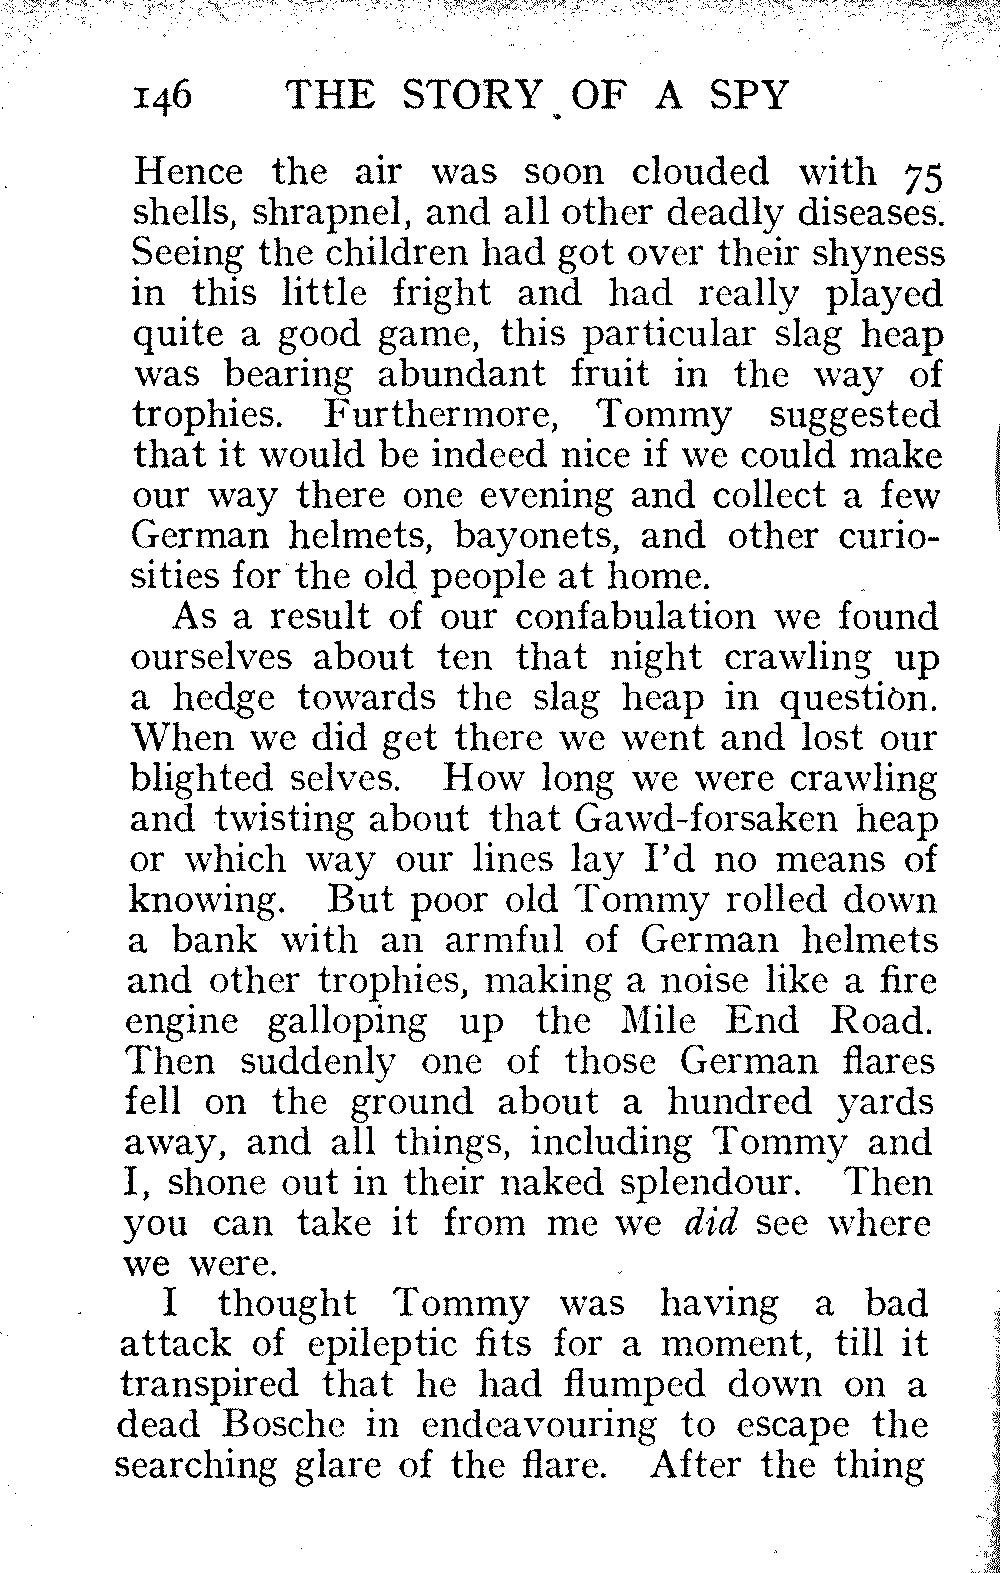 146 THE STORY OF A SPY
Hence the air was soon clouded with 75
shells, shrapnel, and all other deadly diseases.
Seeing the children had got over their shyness
in this little fright and had really played
quite a good game, this particular slag heap
was bearing abundant fruit in the way of
trophies. Furthermore, Tommy suggested
that it would be indeed nice if we could make
our way there one evening and collect a few
German helmets, bayonets, and other curio-
sities for the old people at home.
As a result of our confabulation we found
ourselves about ten that night crawling up
a hedge towards the slag heap in question.
When we did get there we went and lost our
blighted selves. How long we were crawling
and twisting about that Gawd-forsaken heap
or which way our lines lay I'd no means of
knowing. But poor old Tommy rolled down
a bank with an armful of German helmets
and other trophies, making a noise like a fire
engine galloping up the Mile End Road.
Then suddenly one of those German flares
fell on the ground about a hundred yards
away, and all things, including Tommy and
I, shone out in their naked splendour. Then
you can take it from me we did see where
we were.
I thought Tommy was having a bad
attack of epileptic fits for a moment, till it
transpired that he had flumped down on a
dead Bosche in endeavouring to escape the
searching glare of the flare. After the thing